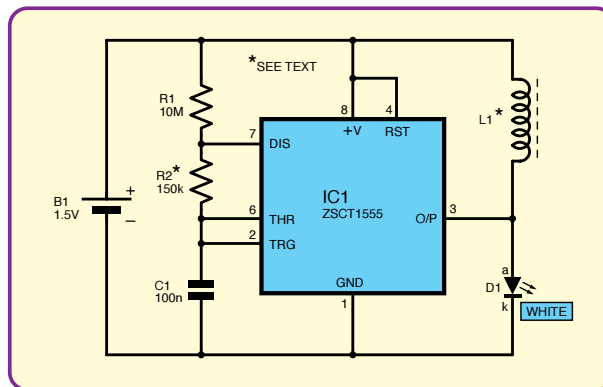 *SEE TEXT
R1
10M
R2*
150k
C1
100n
B1
1.5V
+
–
7
DIS
6
THR
2
TRG
8
+V
4
RST
IC1
ZSCT1555
O/P
3
GND
1
L1*
a
D1
k
WHITE